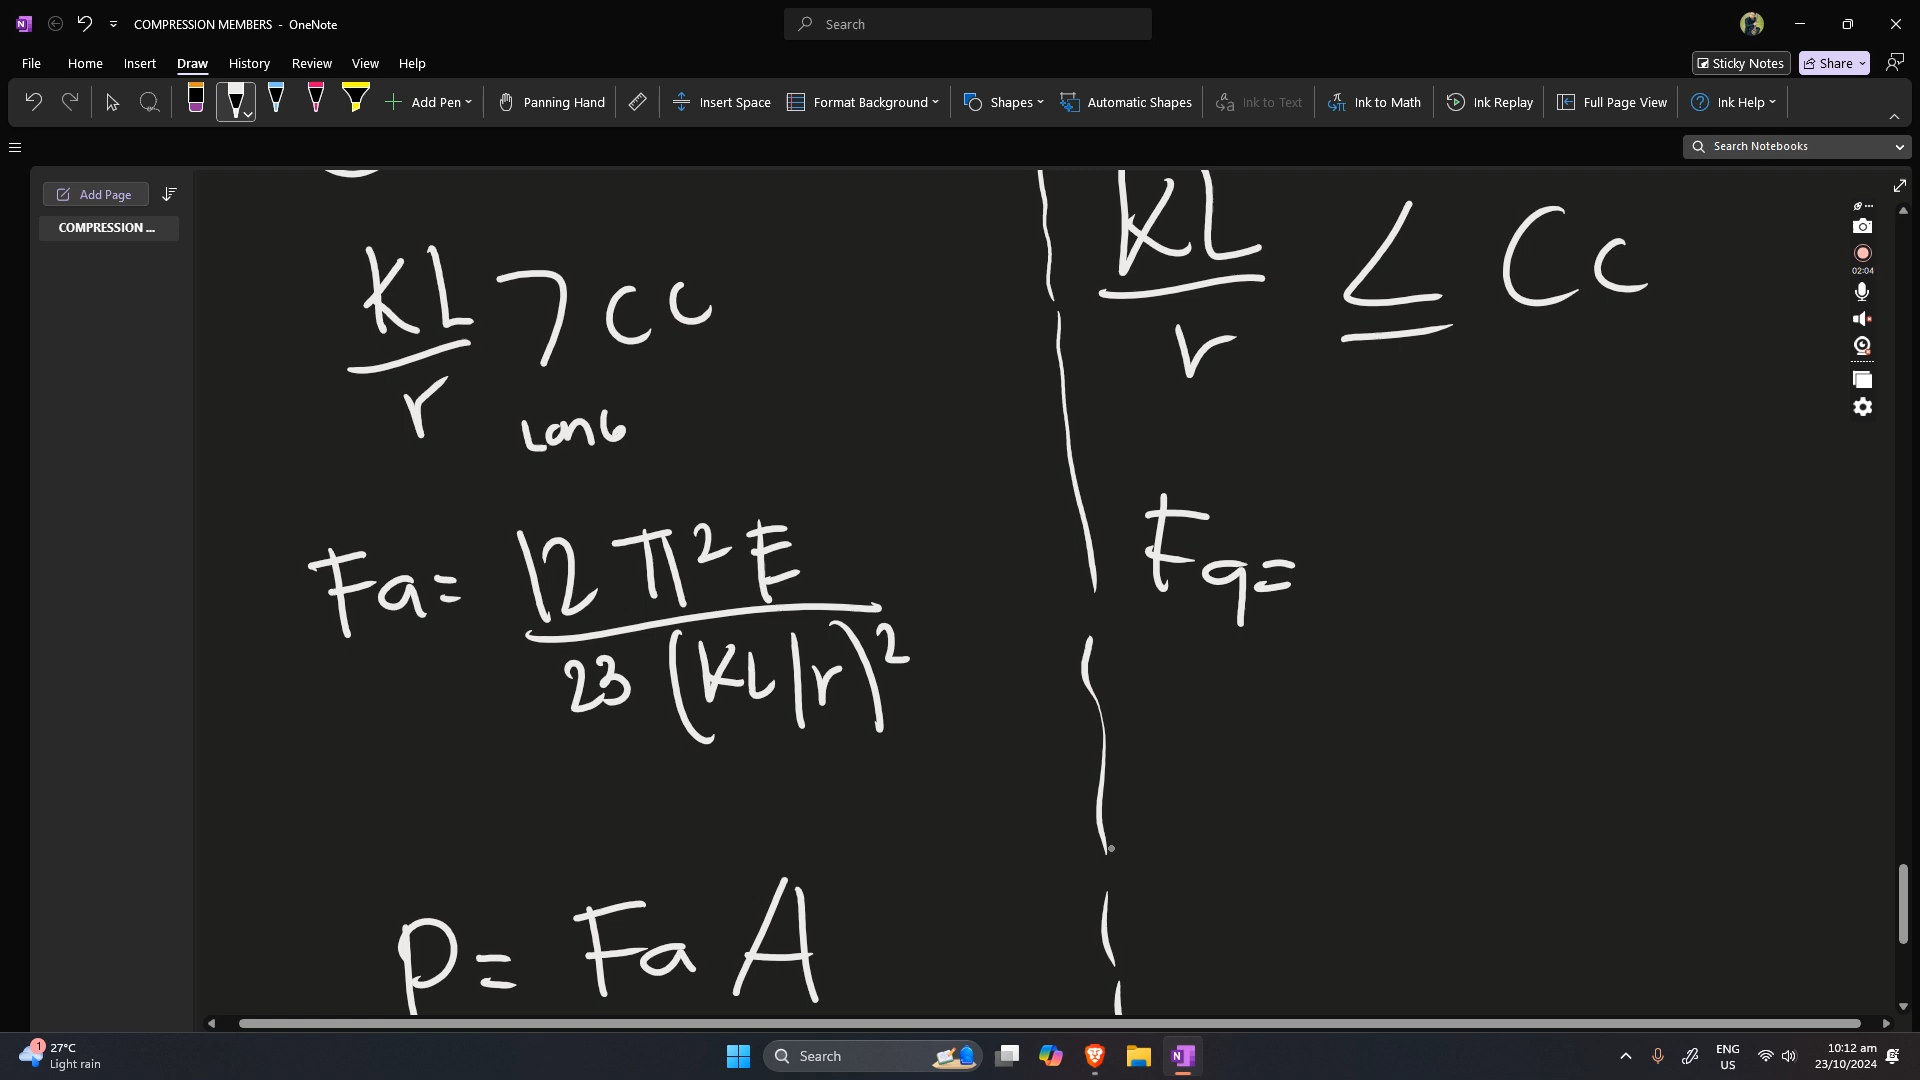 COMPRESSION MEMBERS - OneNote
Search
File Home Insert Draw History Review View Help
Sticky Notes Share
Add Pen Panning Hand Insert Space Format Background Shapes Automatic Shapes Ink to Text Ink to Math Ink Replay Full Page View Ink Help
Search Notebooks
Add Page
COMPRESSION ...
KL/r > Cc
Long
Fa = 12 π² E / 23 (KL/r)²
P = Fa A
KL/r ≤ Cc
Fa =
02:04
1
27°C
Light rain
Search
ENG
US
10:12 am
23/10/2024